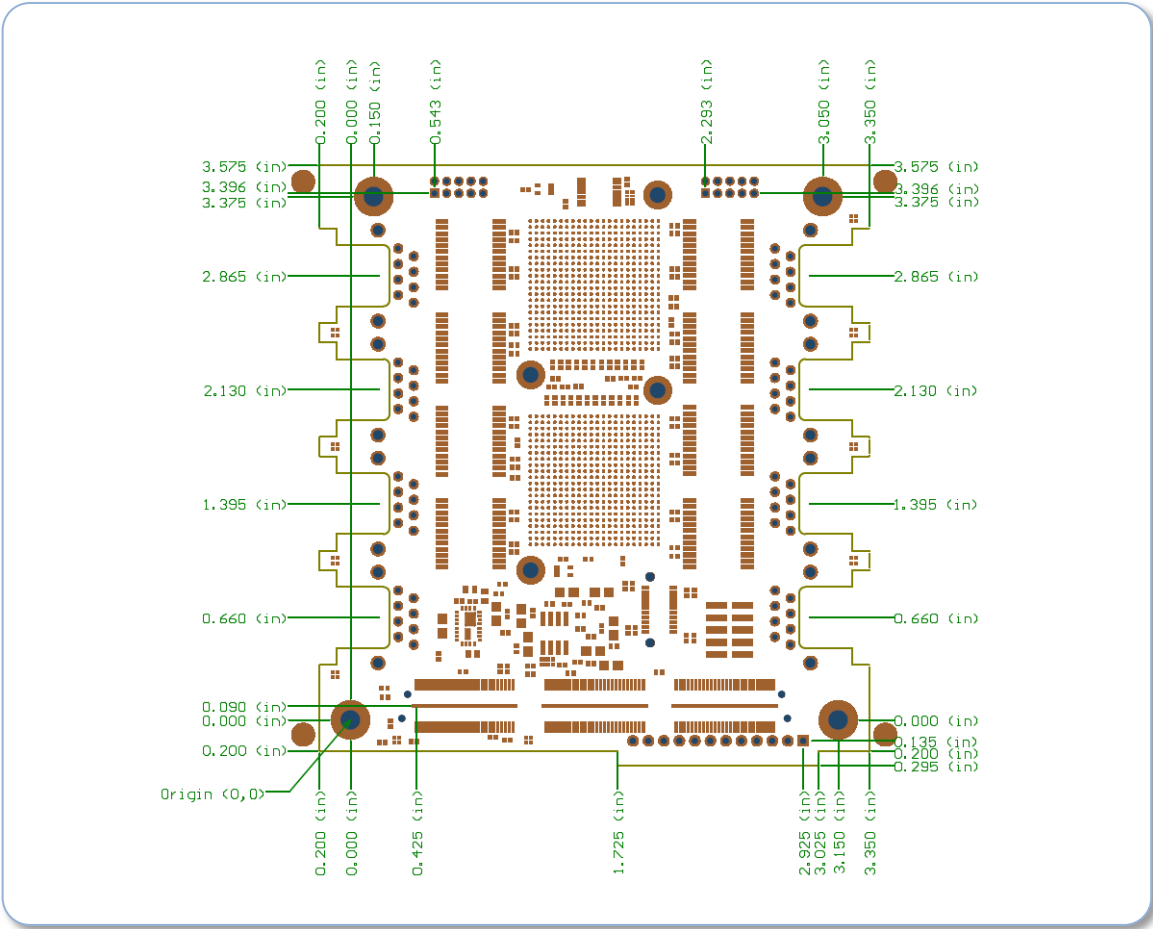 0.200 (in)
0.000 (in)
0.150 (in)
0.543 (in)
2.293 (in)
3.050 (in)
3.350 (in)
3.575 (in)
3.396 (in)
3.375 (in)
3.575 (in)
3.396 (in)
3.375 (in)
2.865 (in)
2.865 (in)
2.130 (in)
2.130 (in)
1.395 (in)
1.395 (in)
0.660 (in)
0.660 (in)
0.090 (in)
0.000 (in)
0.200 (in)
0.000 (in)
0.135 (in)
0.200 (in)
0.295 (in)
Origin (0,0)
0.200 (in)
0.000 (in)
0.425 (in)
1.725 (in)
2.925 (in)
3.025 (in)
3.150 (in)
3.350 (in)